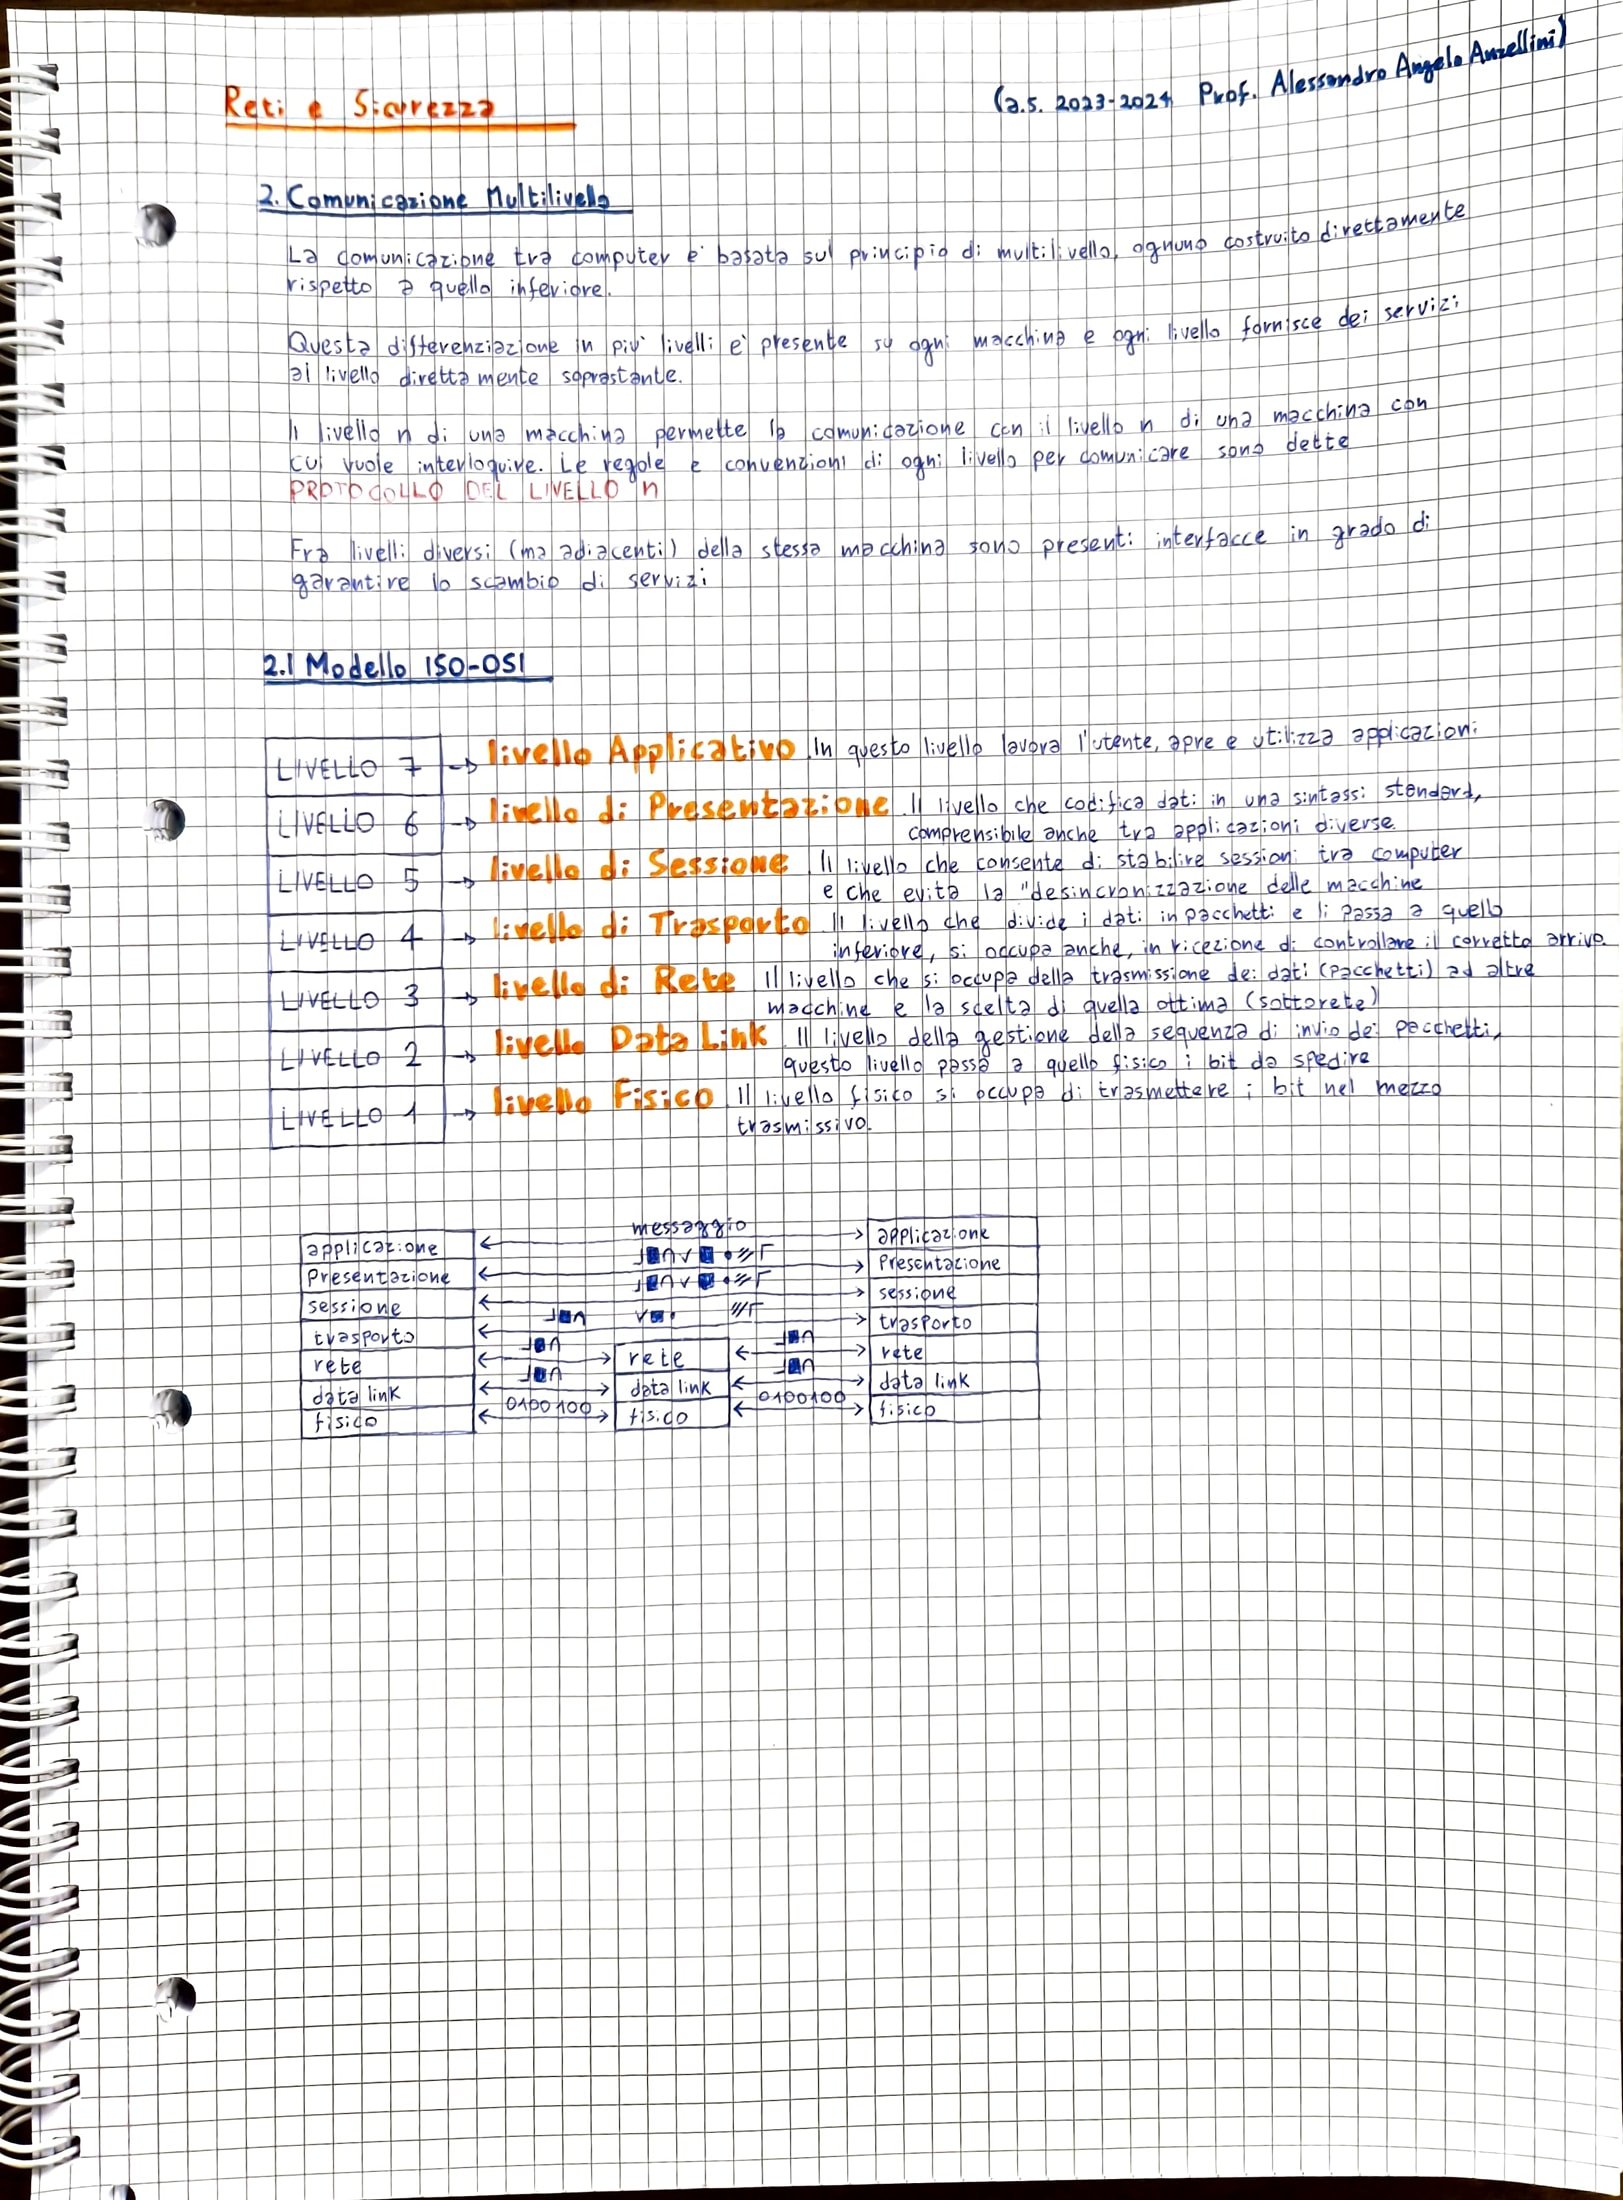 Reti e Sicurezza
(a.s. 2023-2024 Prof. Alessandro Angelo Anzellini)
2. Comunicazione Multilivello
La comunicazione tra computer è basata sul principio di multilivello, ognuno costruito direttamente
rispetto a quello inferiore.
Questa differenziazione in più livelli è presente su ogni macchina e ogni livello fornisce dei servizi
al livello direttamente soprastante.
Il livello n di una macchina permette la comunicazione con il livello n di una macchina con
cui vuole interloquire. Le regole e convenzioni di ogni livello per comunicare sono dette
PROTOCOLLO DEL LIVELLO n
Fra livelli diversi (ma adiacenti) della stessa macchina sono presenti interfacce in grado di
garantire lo scambio di servizi
2.1 Modello ISO-OSI
LIVELLO 7 → livello Applicativo In questo livello lavora l'utente, apre e utilizza applicazioni
LIVELLO 6 → livello di Presentazione Il livello che codifica dati in una sintassi standard,
comprensibile anche tra applicazioni diverse.
LIVELLO 5 → livello di Sessione Il livello che consente di stabilire sessioni tra computer
e che evita la "desincronizzazione delle macchine
LIVELLO 4 → livello di Trasporto Il livello che divide i dati in pacchetti e li passa a quello
inferiore, si occupa anche, in ricezione di controllare il corretto arrivo.
LIVELLO 3 → livello di Rete Il livello che si occupa della trasmissione dei dati (pacchetti) ad altre
macchine e la scelta di quella ottima (sottorete)
LIVELLO 2 → livello Data Link Il livello della gestione della sequenza di invio dei pacchetti,
questo livello passa a quello fisico i bit da spedire
LIVELLO 1 → livello Fisico Il livello fisico si occupa di trasmettere i bit nel mezzo
trasmissivo.
messaggio
applicazione applicazione
Presentazione Presentazione
sessione sessione
trasporto trasporto
rete rete rete
data link data link data link
0100100 0100100
fisico fisico fisico